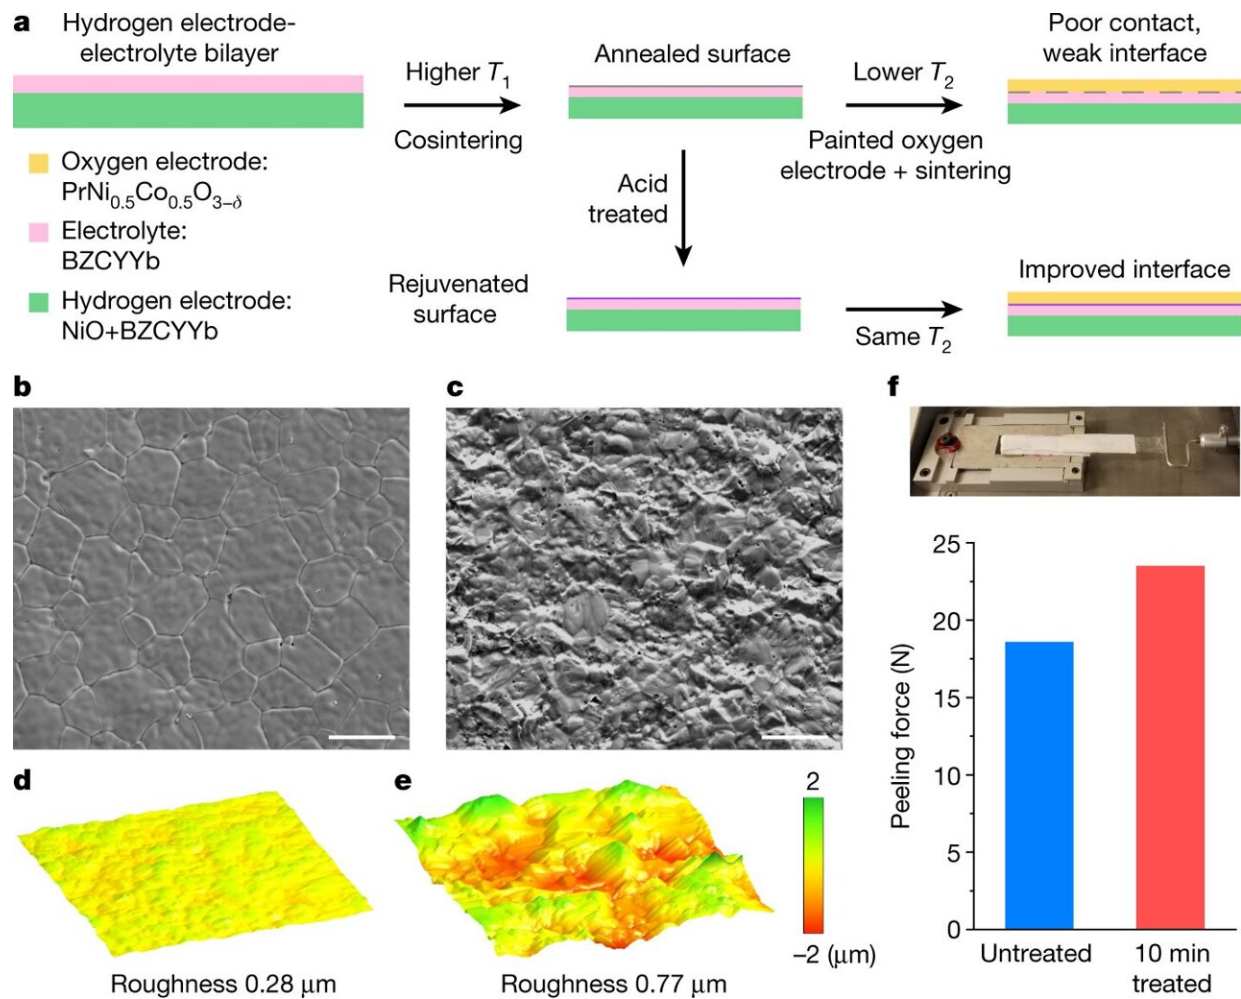 a
Hydrogen electrode-
electrolyte bilayer
Higher T₁
Cosintering
Annealed surface
Lower T₂
Painted oxygen
electrode + sintering
Poor contact,
weak interface
Oxygen electrode:
PrNi₀.₅Co₀.₅O₃₋δ
Electrolyte:
BZCYYb
Hydrogen electrode:
NiO+BZCYYb
Acid
treated
Rejuvenated
surface
Same T₂
Improved interface
b
c
d
Roughness 0.28 μm
e
Roughness 0.77 μm
2
−2 (μm)
f
Peeling force (N)
25
20
15
10
5
0
Untreated
10 min
treated